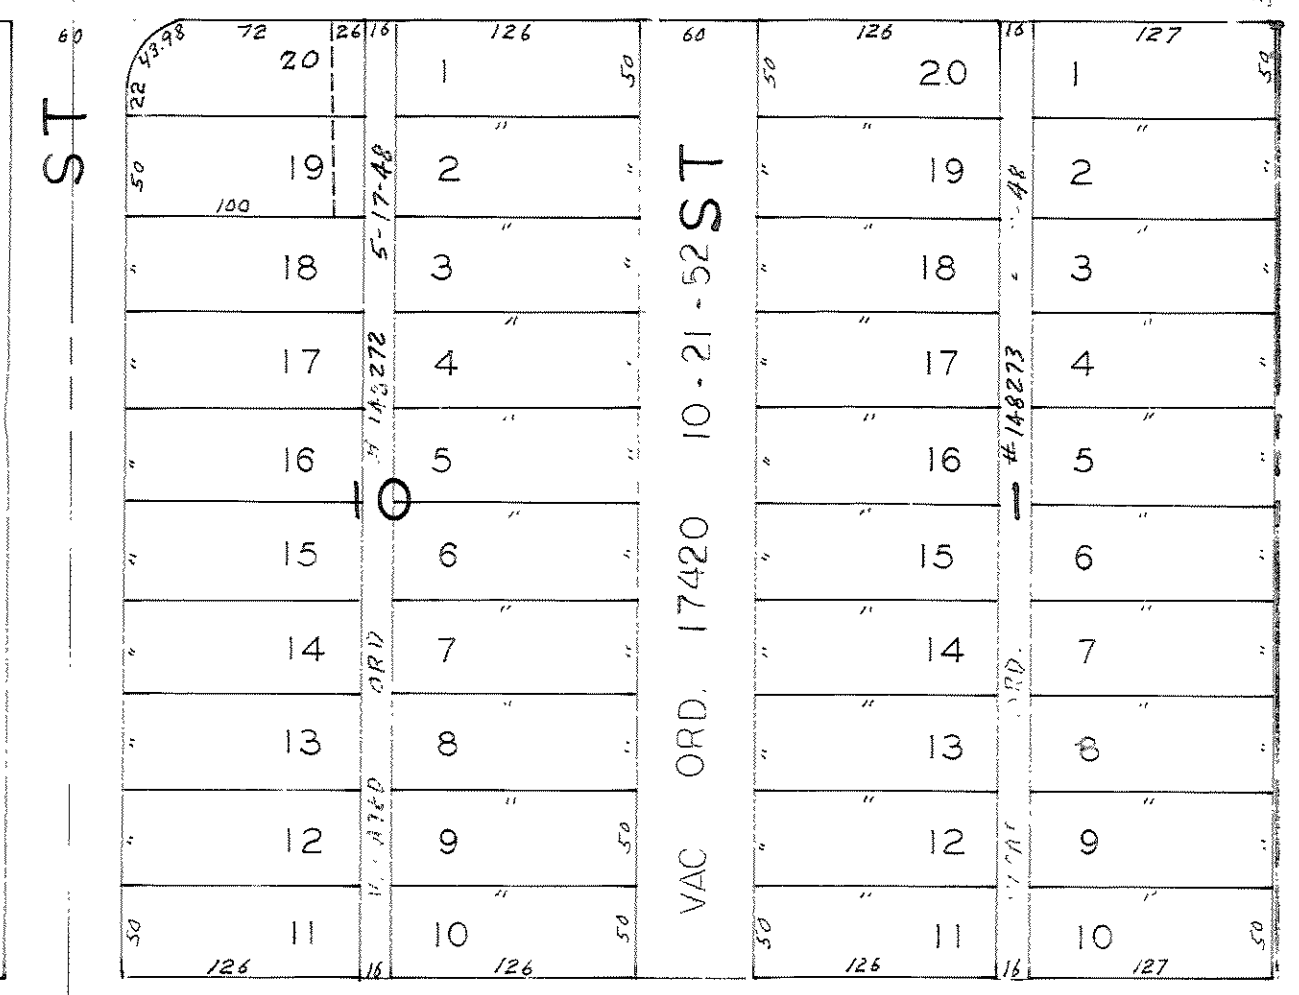 60 43.98 72 26 16 126 60 126 16 127
22 20 1 50 50 20 1 50
ST
" " "
50 19 2 " " 19 2 "
100
" " "
" 18 3 " " 18 3 "
" " "
" 17 4 " " 17 4 "
" " "
" 16 5 " " 16 5 "
" " "
" 15 6 " " 15 6 "
" " "
" 14 7 " " 14 7 "
" " "
" 13 8 " " 13 8 "
" " "
" 12 9 50 " 12 9 "
" " "
50 11 10 50 50 11 10 50
126 16 126 126 16 127
ORD # 148272 5-17-48
10
VAC ORD. 17420 10-21-52 ST
#148273